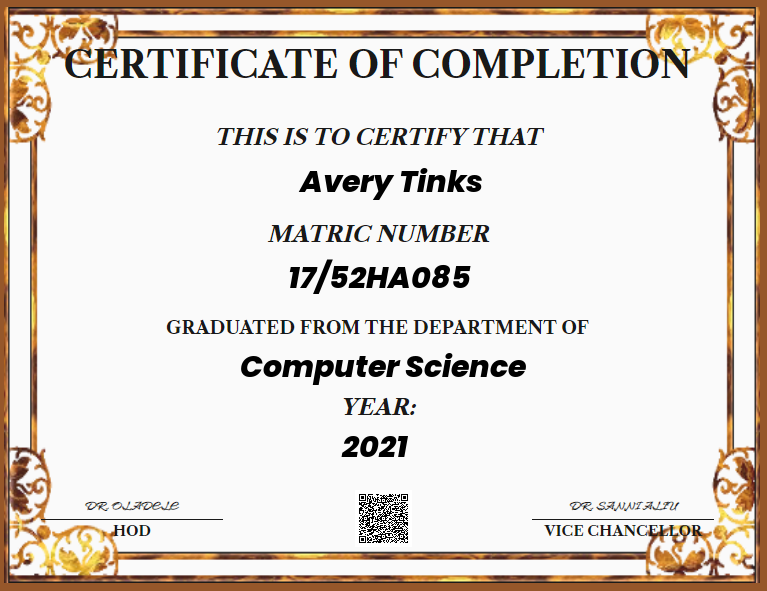 CERTIFICATE OF COMPLETION
THIS IS TO CERTIFY THAT
Avery Tinks
MATRIC NUMBER
17/52HA085
GRADUATED FROM THE DEPARTMENT OF
Computer Science
YEAR:
2021
DR. OLADELE
DR. SANNI ALIU
HOD
VICE CHANCELLOR